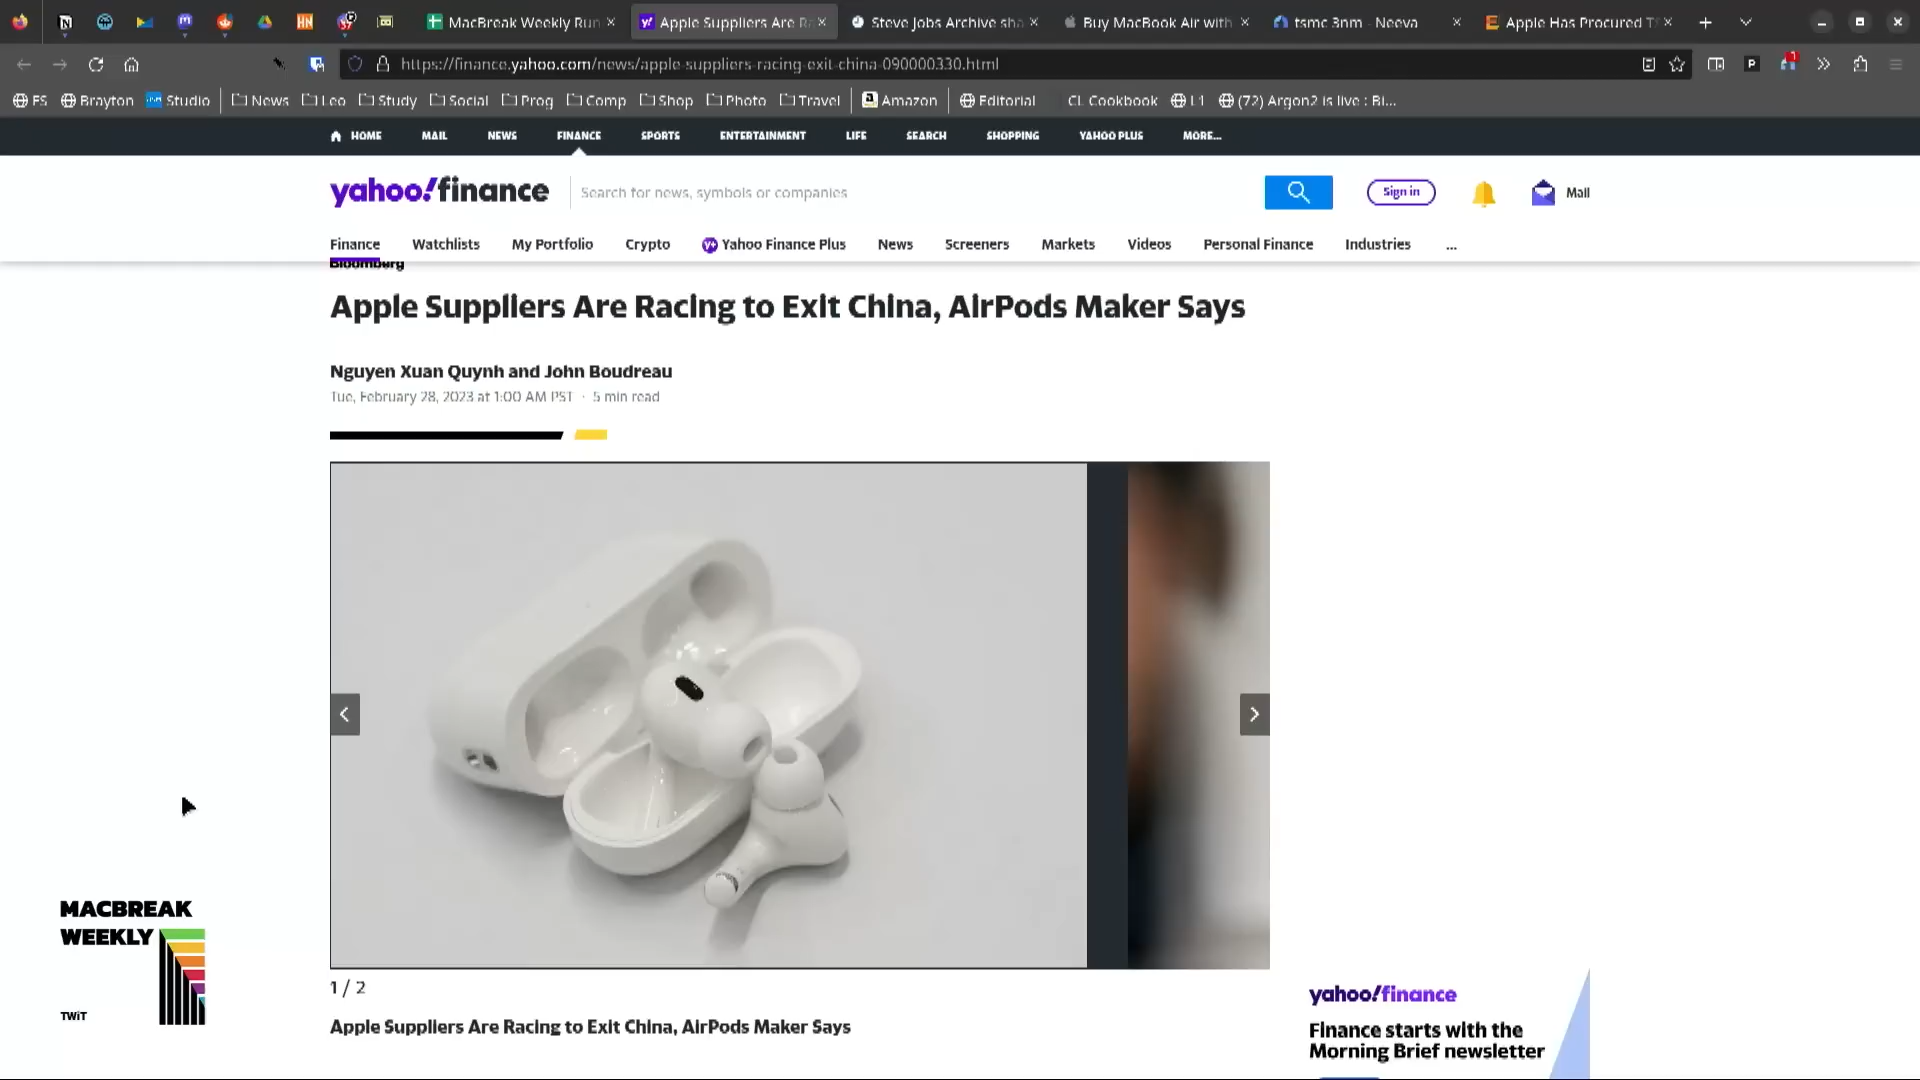 MacBreak Weekly Run
Apple Suppliers Are R
Steve Jobs Archive sha
Buy MacBook Air with
tsmc 3nm - Neeva
Apple Has Procured T
https://finance.yahoo.com/news/apple-suppliers-racing-exit-china-090000330.html
FS
Brayton
Studio
News
Leo
Study
Social
Prog
Comp
Shop
Photo
Travel
Amazon
Editorial
CL Cookbook
L1
(72) Argon2 is live : Bi...
HOME
MAIL
NEWS
FINANCE
SPORTS
ENTERTAINMENT
LIFE
SEARCH
SHOPPING
YAHOO PLUS
MORE...
yahoo!finance
Search for news, symbols or companies
Sign in
Mail
Finance
Watchlists
My Portfolio
Crypto
Yahoo Finance Plus
News
Screeners
Markets
Videos
Personal Finance
Industries
...
Bloomberg
Apple Suppliers Are Racing to Exit China, AirPods Maker Says
Nguyen Xuan Quynh and John Boudreau
Tue, February 28, 2023 at 1:00 AM PST · 5 min read
1 / 2
Apple Suppliers Are Racing to Exit China, AirPods Maker Says
MACBREAK
WEEKLY
TWiT
yahoo!finance
Finance starts with the
Morning Brief newsletter